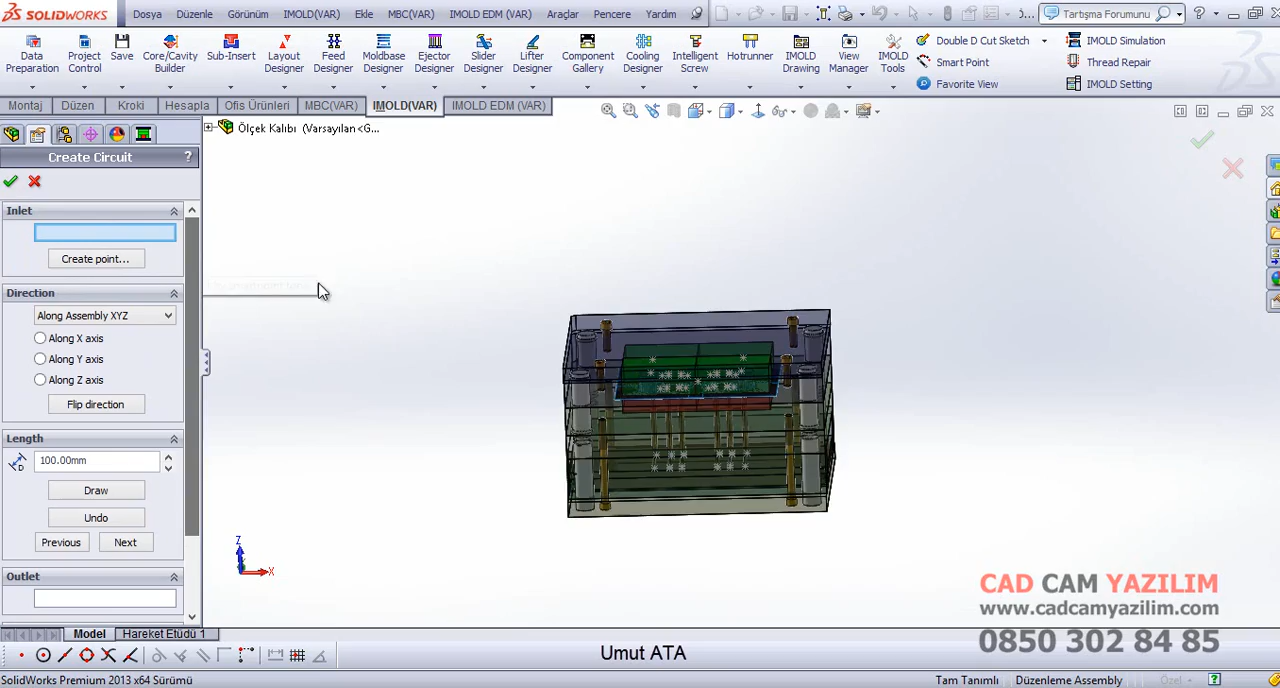 SOLIDWORKS Dosya Düzenle Görünüm IMOLD(VAR) Ekle MBC(VAR) IMOLD EDM (VAR) Araçlar Pencere Yardım Tartışma Forumunu
Data Preparation
Project Control
Save
Core/Cavity Builder
Sub-Insert
Layout Designer
Feed Designer
Moldbase Designer
Ejector Designer
Slider Designer
Lifter Designer
Component Gallery
Cooling Designer
Intelligent Screw
Hotrunner
IMOLD Drawing
View Manager
IMOLD Tools
Double D Cut Sketch
Smart Point
Favorite View
IMOLD Simulation
Thread Repair
IMOLD Setting
Montaj Düzen Kroki Hesapla Ofis Ürünleri MBC(VAR) IMOLD(VAR) IMOLD EDM (VAR)
Ölçek Kalıbı (Varsayılan<G...
Create Circuit ?
Inlet
Create point...
Direction
Along Assembly XYZ
Along X axis
Along Y axis
Along Z axis
Flip direction
Length
100.00mm
Draw
Undo
Previous Next
Outlet
Z
X
CAD CAM YAZILIM
www.cadcamyazilim.com
0850 302 84 85
Model Hareket Etüdü 1
Umut ATA
SolidWorks Premium 2013 x64 Sürümü Tam Tanımlı Düzenleme Assembly Özel